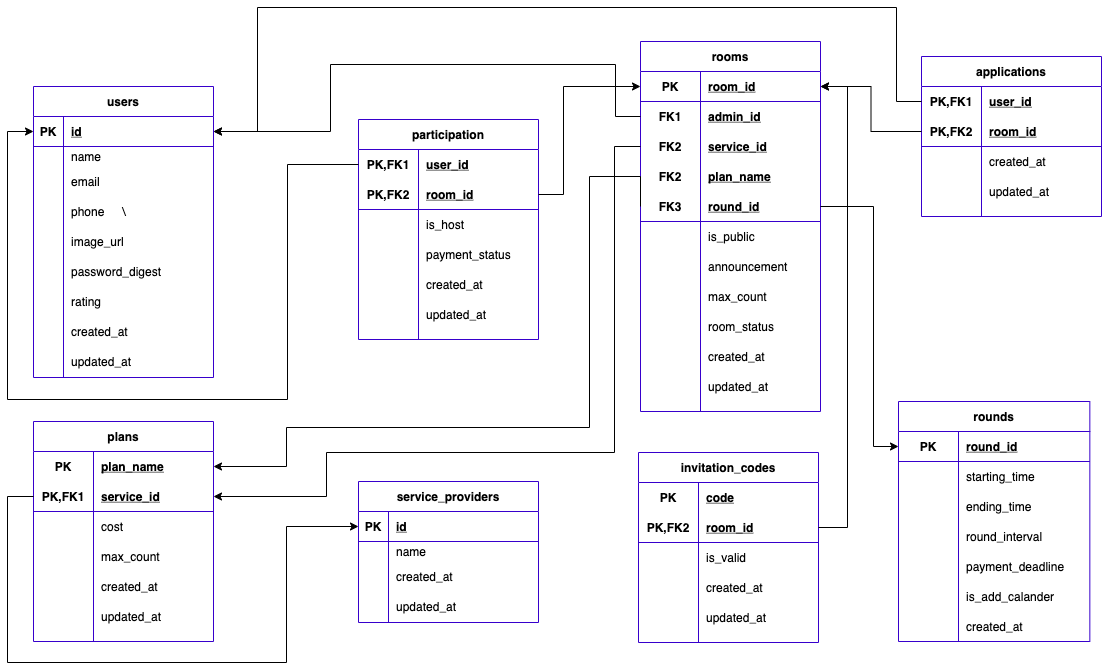 users
PK id
name
email
phone \
image_url
password_digest
rating
created_at
updated_at
participation
PK,FK1 user_id
PK,FK2 room_id
is_host
payment_status
created_at
updated_at
rooms
PK room_id
FK1 admin_id
FK2 service_id
FK2 plan_name
FK3 round_id
is_public
announcement
max_count
room_status
created_at
updated_at
applications
PK,FK1 user_id
PK,FK2 room_id
created_at
updated_at
plans
PK plan_name
PK,FK1 service_id
cost
max_count
created_at
updated_at
service_providers
PK id
name
created_at
updated_at
invitation_codes
PK code
PK,FK2 room_id
is_valid
created_at
updated_at
rounds
PK round_id
starting_time
ending_time
round_interval
payment_deadline
is_add_calander
created_at